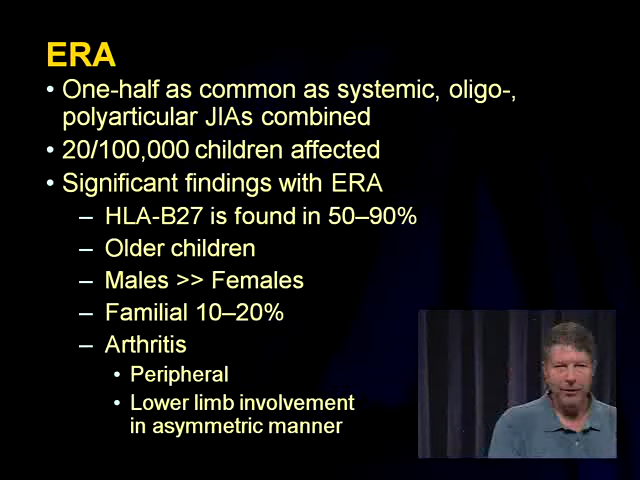 ERA
• One-half as common as systemic, oligo-,
polyarticular JIAs combined
• 20/100,000 children affected
• Significant findings with ERA
– HLA-B27 is found in 50–90%
– Older children
– Males >> Females
– Familial 10–20%
– Arthritis
• Peripheral
• Lower limb involvement
in asymmetric manner